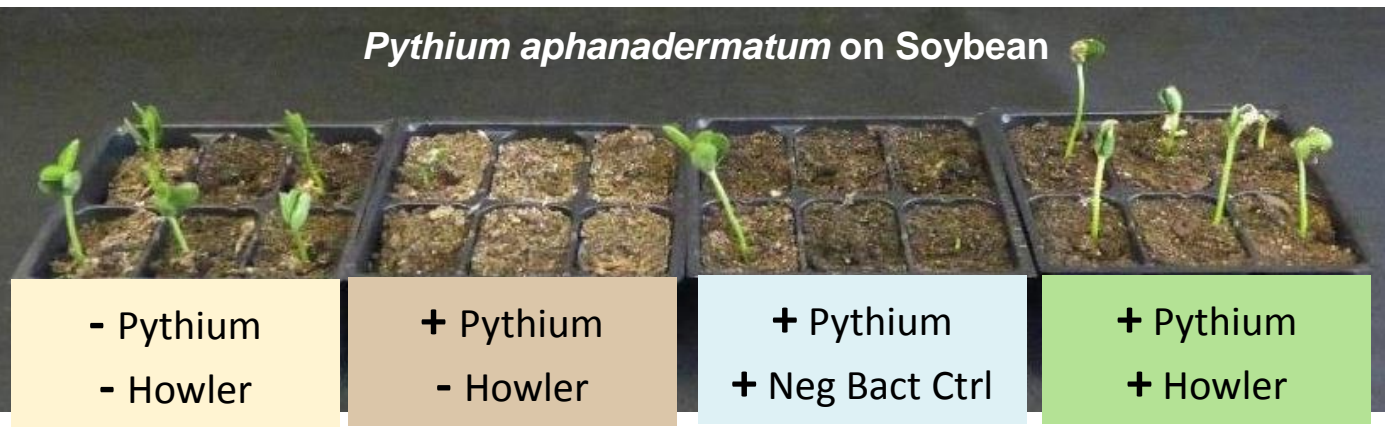 Pythium aphanadermatum on Soybean
- Pythium
- Howler
+ Pythium
- Howler
+ Pythium
+ Neg Bact Ctrl
+ Pythium
+ Howler